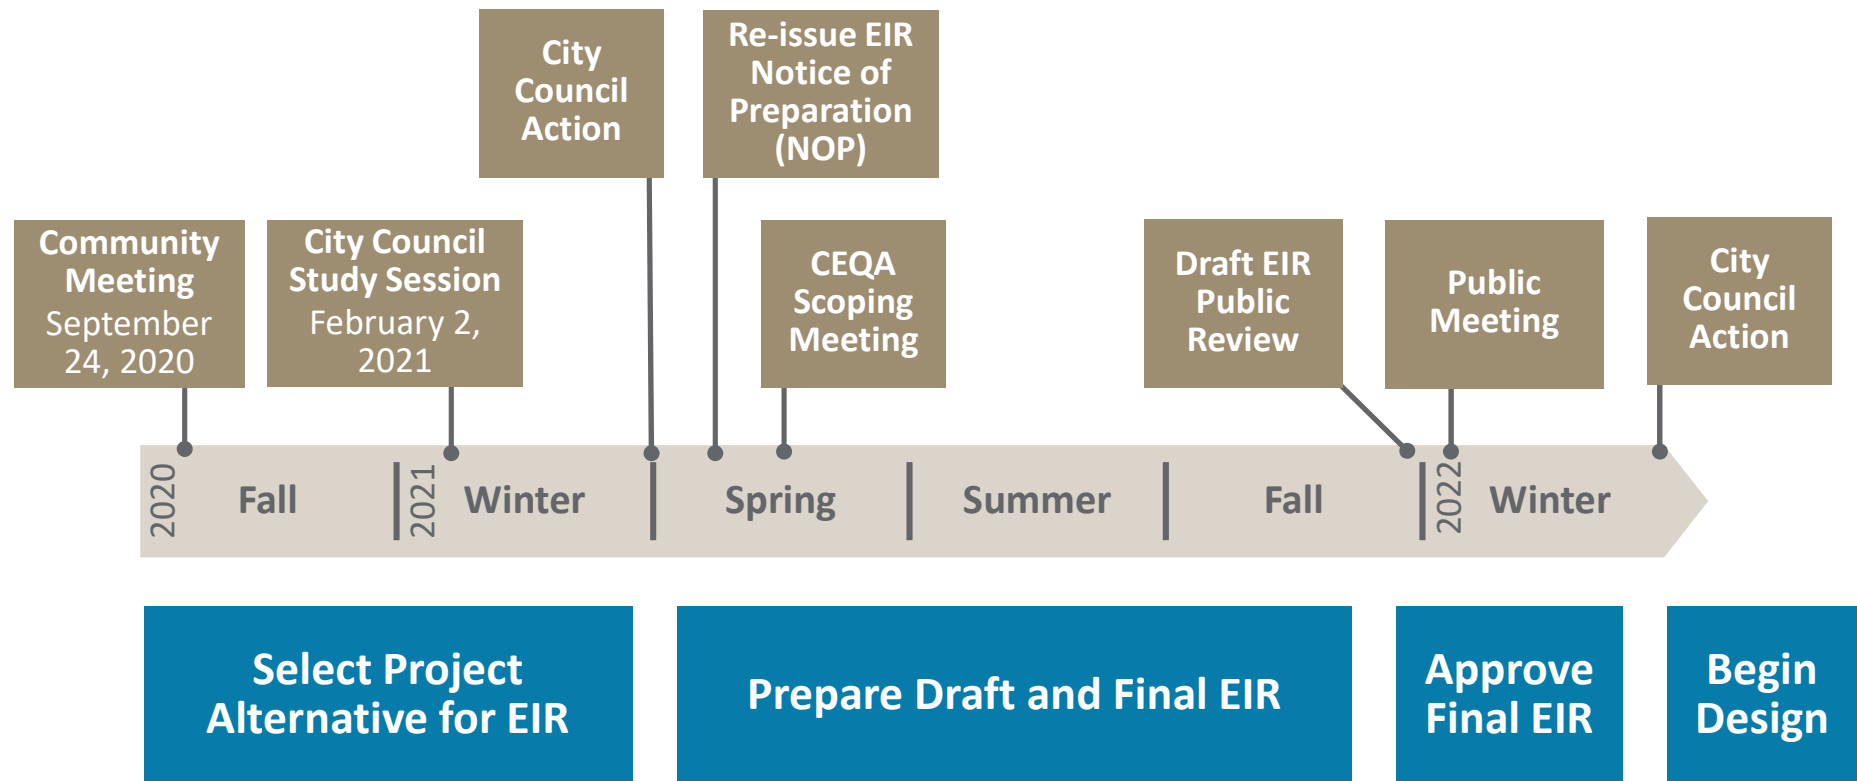 City
Council
Action
Re-issue EIR
Notice of
Preparation
(NOP)
Community
Meeting
September
24, 2020
City Council
Study Session
February 2,
2021
CEQA
Scoping
Meeting
Draft EIR
Public
Review
Public
Meeting
City
Council
Action
2020
Fall
2021
Winter
Spring
Summer
Fall
2022
Winter
Select Project
Alternative for EIR
Prepare Draft and Final EIR
Approve
Final EIR
Begin
Design